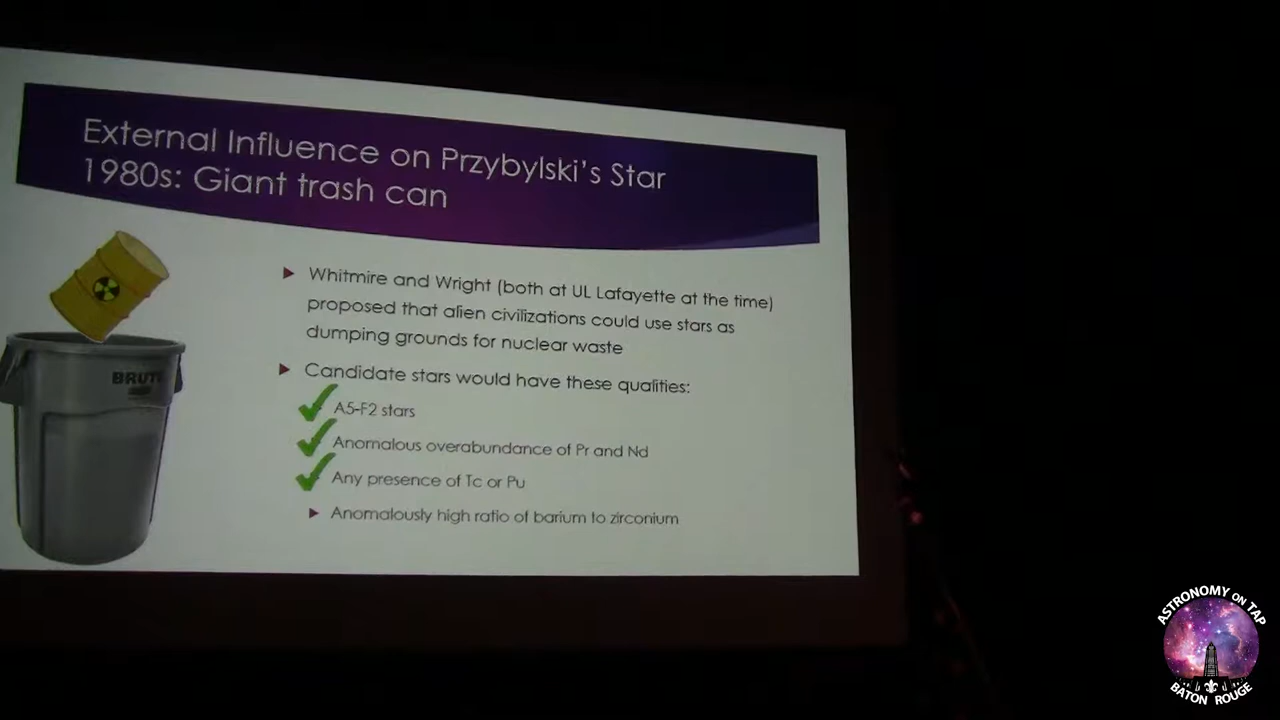 External Influence on Przybylski's Star
1980s: Giant trash can
Whitmire and Wright (both at UL Lafayette at the time)
proposed that alien civilizations could use stars as
dumping grounds for nuclear waste
Candidate stars would have these qualities:
A5-F2 stars
Anomalous overabundance of Pr and Nd
Any presence of Tc or Pu
Anomalously high ratio of barium to zirconium
BRUTE
ASTRONOMY ON TAP
BATON ROUGE